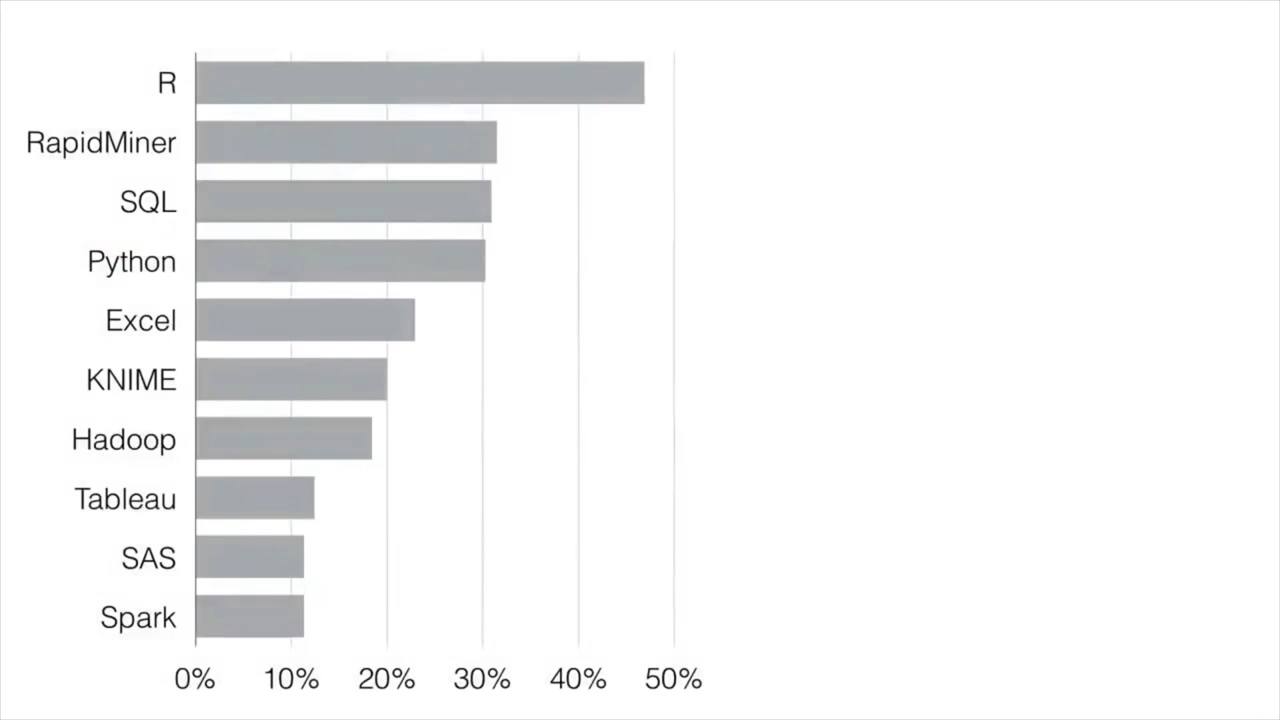 R
RapidMiner
SQL
Python
Excel
KNIME
Hadoop
Tableau
SAS
Spark
0% 10% 20% 30% 40% 50%